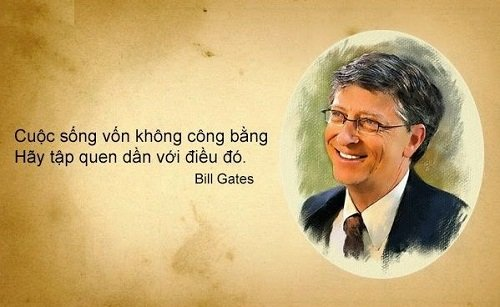 Cuộc sống vốn không công bằng
Hãy tập quen dần với điều đó.
Bill Gates